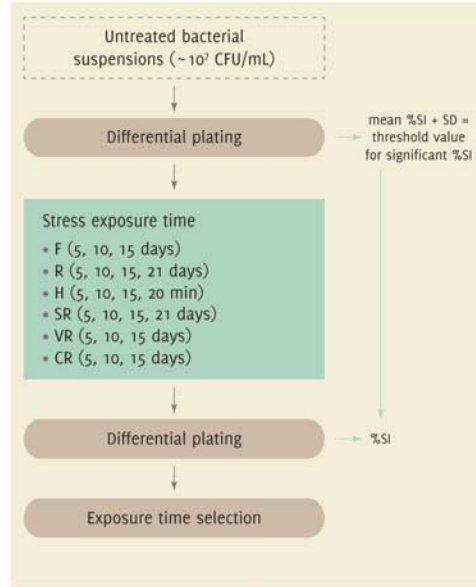 Untreated bacterial
suspensions (~10⁷ CFU/mL)
Differential plating
mean %SI + SD =
threshold value
for significant %SI
Stress exposure time
• F (5, 10, 15 days)
• R (5, 10, 15, 21 days)
• H (5, 10, 15, 20 min)
• SR (5, 10, 15, 21 days)
• VR (5, 10, 15 days)
• CR (5, 10, 15 days)
Differential plating
%SI
Exposure time selection